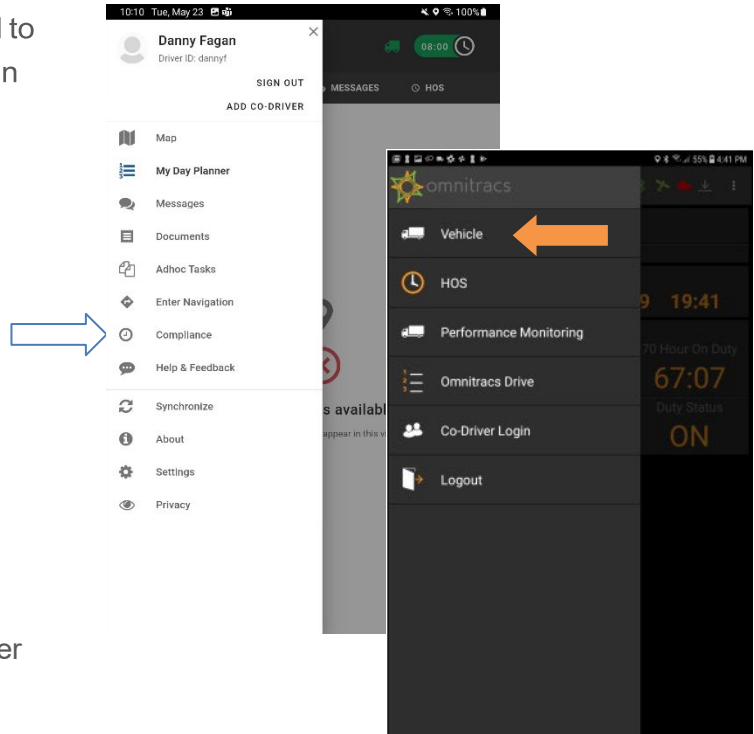 to
n
er
10:10 Tue, May 23
100%
Danny Fagan
Driver ID: dannyf
SIGN OUT
ADD CO-DRIVER
08:00
MESSAGES
HOS
Map
My Day Planner
Messages
Documents
Adhoc Tasks
Enter Navigation
Compliance
Help & Feedback
Synchronize
About
Settings
Privacy
s availabl
appear in this v
55% 4:41 PM
omnitracs
Vehicle
HOS
Performance Monitoring
Omnitracs Drive
Co-Driver Login
Logout
9 19:41
70 Hour On Duty
67:07
Duty Status
ON